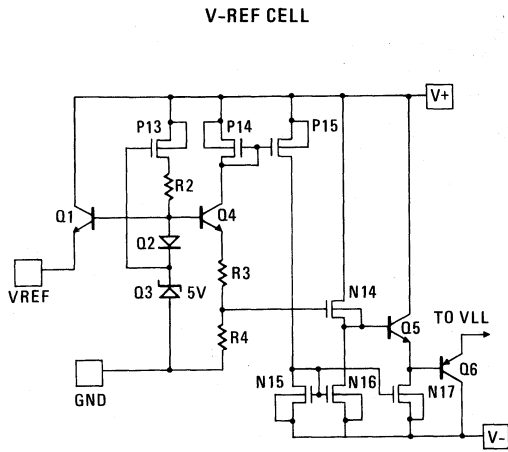 V-REF CELL
V+
P13
P14
P15
R2
Q1
Q4
Q2
VREF
Q3
5V
R3
N14
R4
Q5
TO VLL
Q6
GND
N15
N16
N17
V-